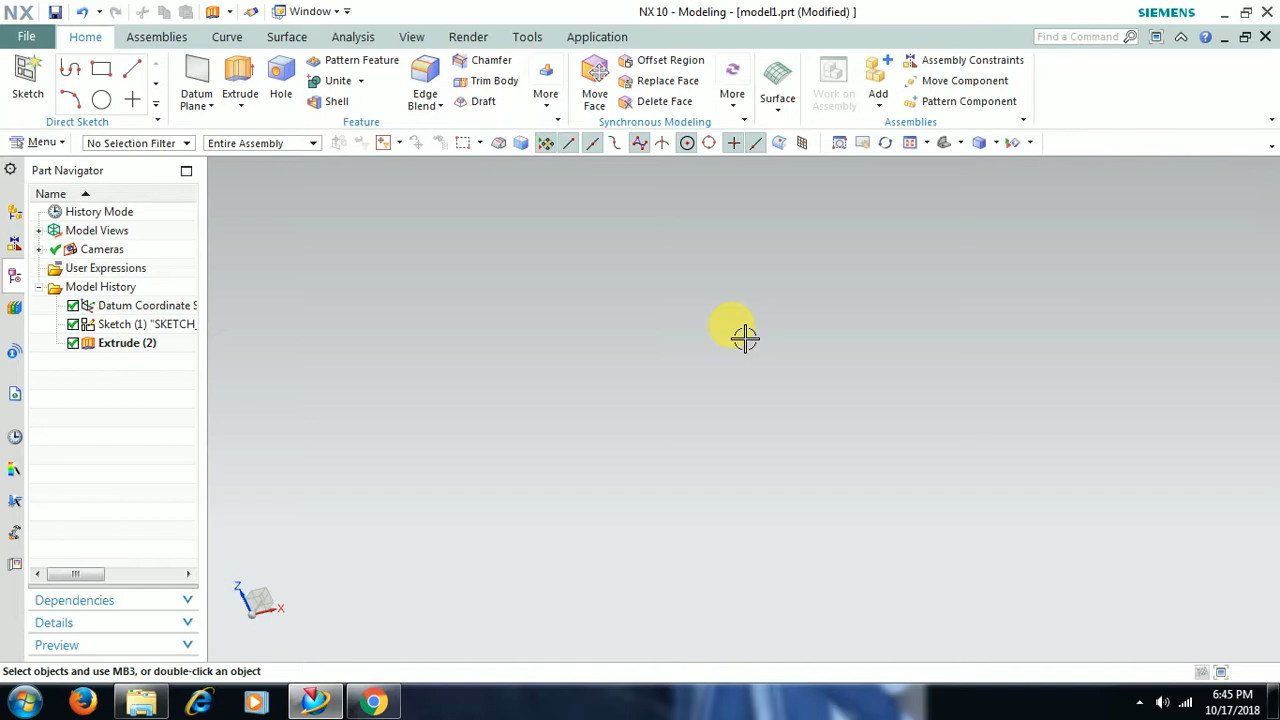 NX
Window
NX 10 - Modeling - [model1.prt (Modified) ]
SIEMENS
File
Home
Assemblies
Curve
Surface
Analysis
View
Render
Tools
Application
Find a Command
Sketch
Direct Sketch
Datum
Plane
Extrude
Hole
Pattern Feature
Unite
Shell
Edge
Blend
Chamfer
Trim Body
Draft
More
Feature
Move
Face
Offset Region
Replace Face
Delete Face
More
Synchronous Modeling
Surface
Work on
Assembly
Add
Assembly Constraints
Move Component
Pattern Component
Assemblies
Menu
No Selection Filter
Entire Assembly
Part Navigator
Name
History Mode
Model Views
Cameras
User Expressions
Model History
Datum Coordinate S
Sketch (1) "SKETCH_
Extrude (2)
Dependencies
Details
Preview
Z
X
Select objects and use MB3, or double-click an object
6:45 PM
10/17/2018